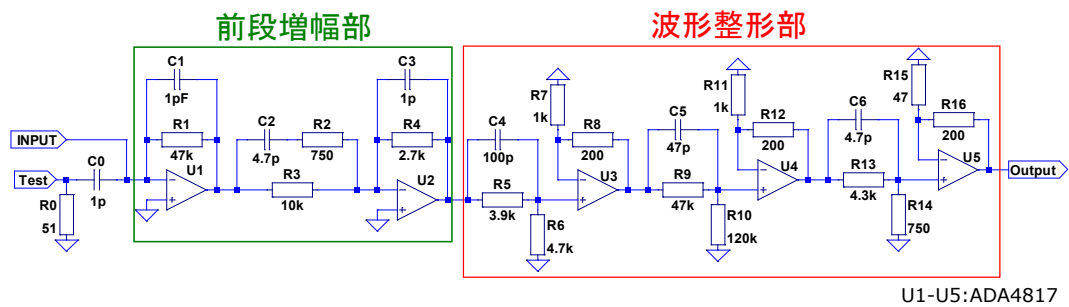 前段増幅部
波形整形部
C1
1pF
R1
47k
INPUT
Test
C0
1p
R0
51
U1
C2
4.7p
R2
750
R3
10k
C3
1p
R4
2.7k
U2
C4
100p
R5
3.9k
R6
4.7k
R7
1k
R8
200
U3
C5
47p
R9
47k
R10
120k
R11
1k
R12
200
U4
C6
4.7p
R13
4.3k
R14
750
R15
47
R16
200
U5
Output
U1-U5:ADA4817